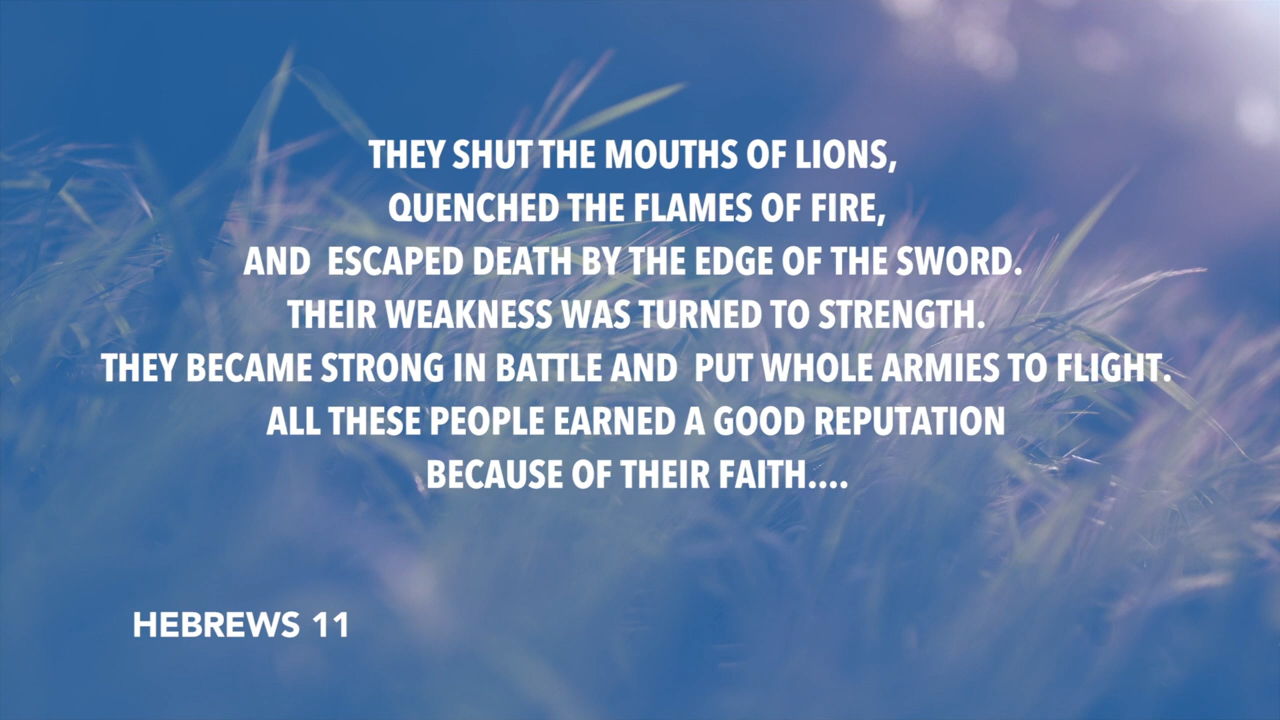 THEY SHUT THE MOUTHS OF LIONS,
QUENCHED THE FLAMES OF FIRE,
AND  ESCAPED DEATH BY THE EDGE OF THE SWORD.
THEIR WEAKNESS WAS TURNED TO STRENGTH.
THEY BECAME STRONG IN BATTLE AND  PUT WHOLE ARMIES TO FLIGHT.
ALL THESE PEOPLE EARNED A GOOD REPUTATION
BECAUSE OF THEIR FAITH....
HEBREWS 11